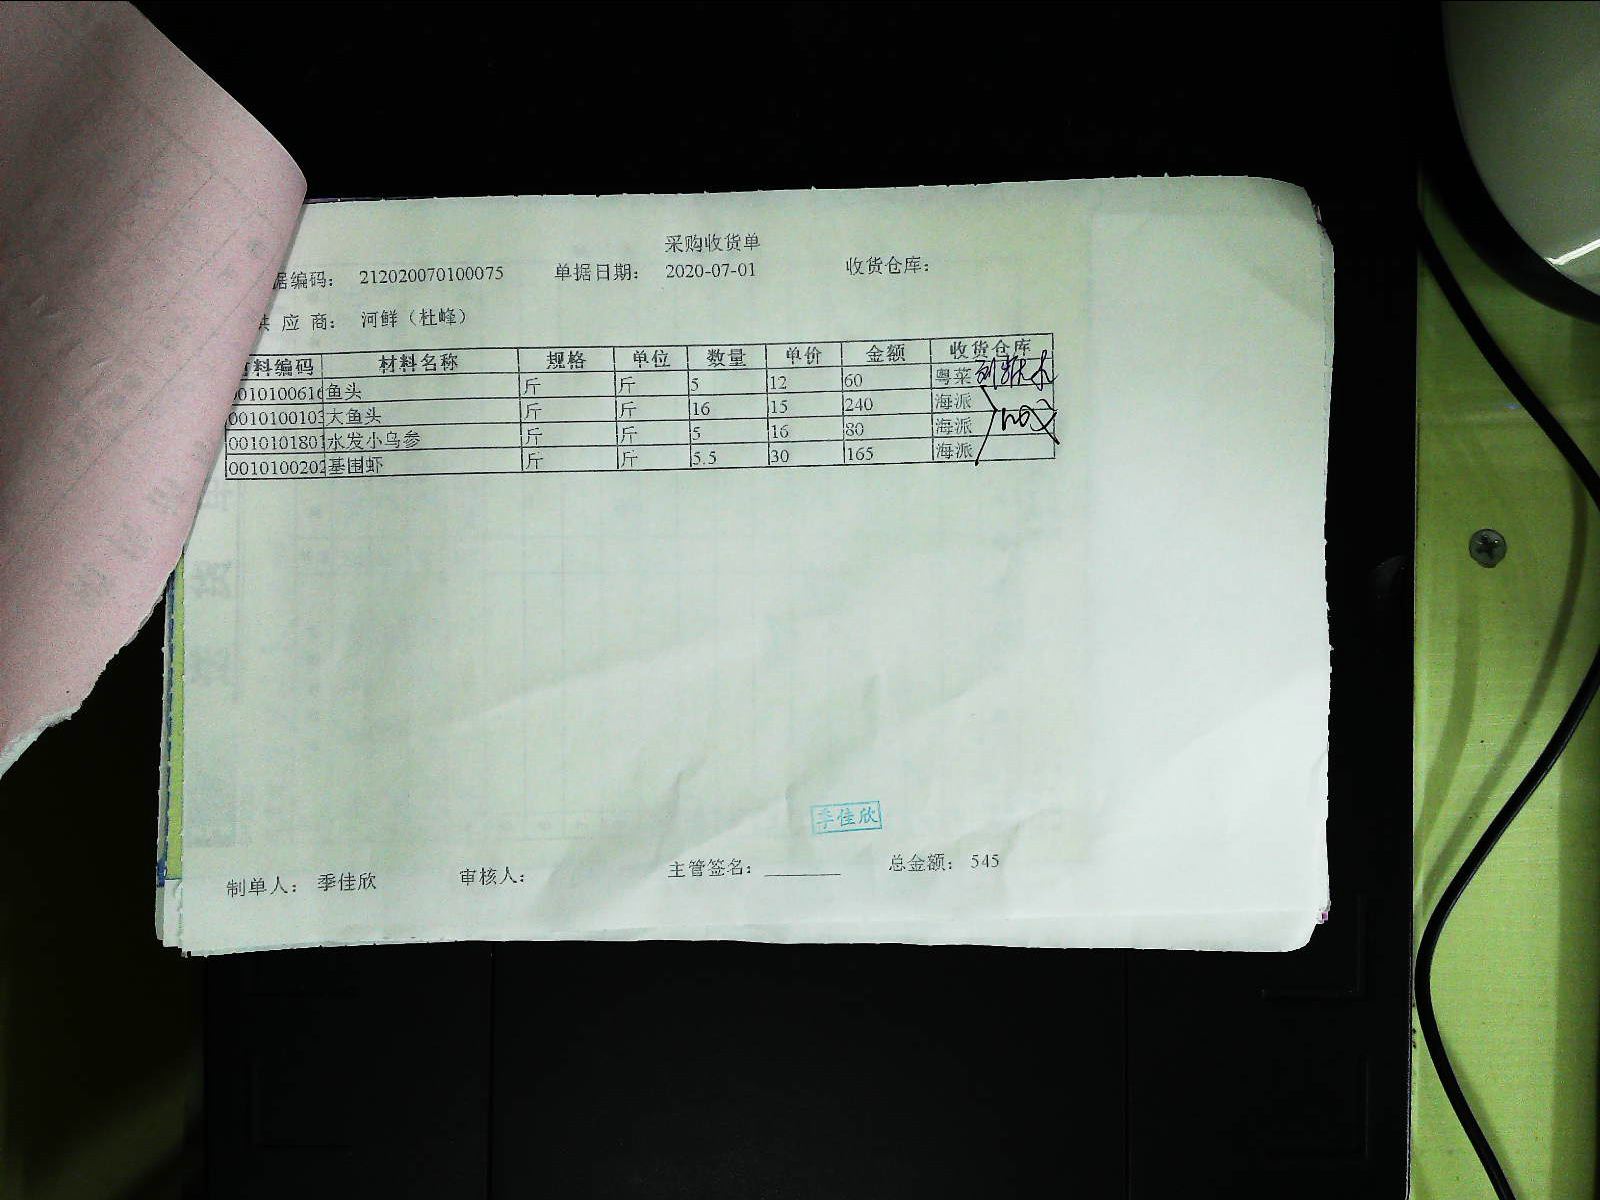 采购收货单
据编码： 212020070100075 单据日期： 2020-07-01 收货仓库：
供 应 商： 河鲜（杜峰）
材料编码 材料名称 规格 单位 数量 单价 金额 收货仓库
0010100616 鱼头 斤 斤 5 12 60 粤菜
0010100103 大鱼头 斤 斤 16 15 240 海派
0010101801 水发小乌参 斤 斤 5 16 80 海派
0010100202 基围虾 斤 斤 5.5 30 165 海派
季佳欣
制单人： 季佳欣 审核人： 主管签名： 总金额： 545